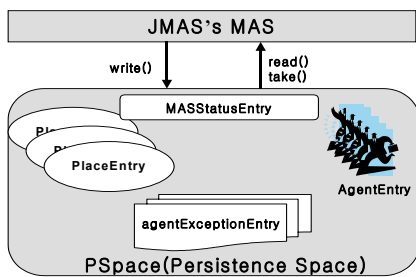 JMAS's MAS
write()
read()
take()
MASStatusEntry
PlaceEntry
AgentEntry
agentExceptionEntry
PSpace(Persistence Space)